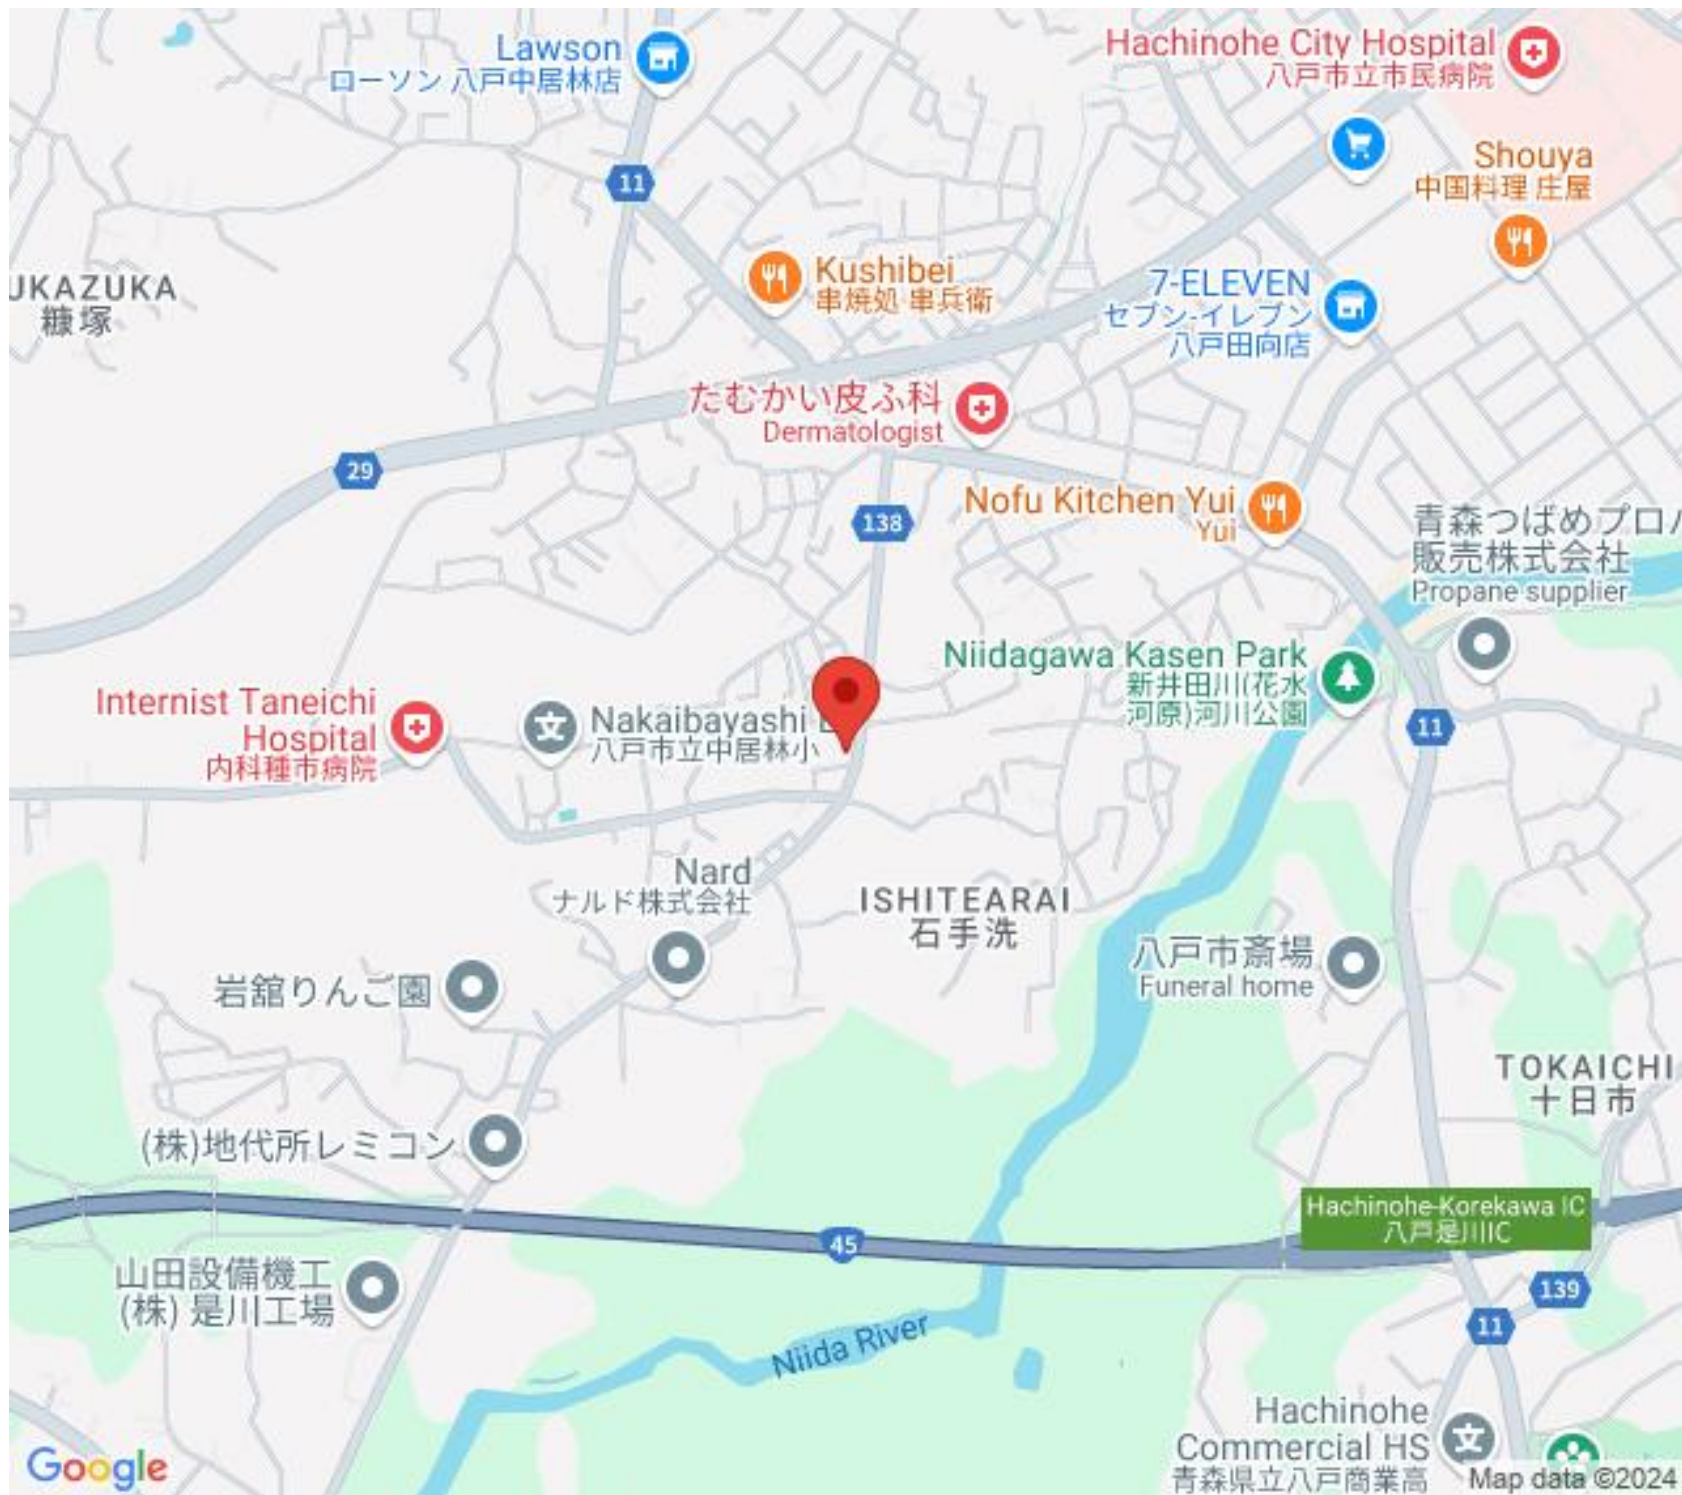 Lawson
ローソン 八戸中居林店
Hachinohe City Hospital
八戸市立市民病院
Shouya
中国料理 庄屋
11
UKAZUKA
糠塚
Kushibei
串焼処 串兵衛
7-ELEVEN
セブン-イレブン
八戸田向店
たむかい皮ふ科
Dermatologist
29
138
Nofu Kitchen Yui
Yui
青森つばめプロパ
販売株式会社
Propane supplier
Niidagawa Kasen Park
新井田川(花水
河原)河川公園
Internist Taneichi
Hospital
内科種市病院
Nakaibayashi E
八戸市立中居林小
11
Nard
ナルド株式会社
ISHITEARAI
石手洗
八戸市斎場
Funeral home
岩舘りんご園
TOKAICHI
十日市
(株)地代所レミコン
Hachinohe-Korekawa IC
八戸是川IC
45
山田設備機工
(株) 是川工場
139
11
Niida River
Hachinohe
Commercial HS
青森県立八戸商業高
Google
Map data ©2024